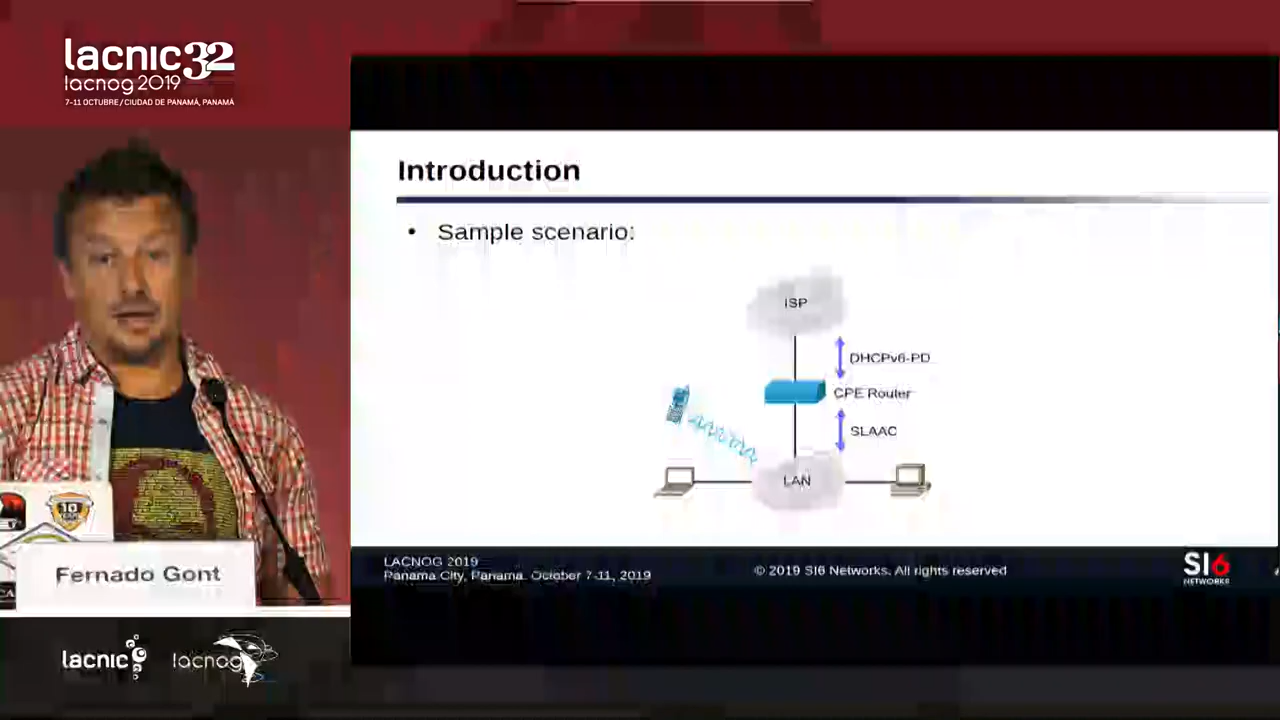 lacnic32
lacnog2019
7-11 OCTUBRE / CIUDAD DE PANAMÁ, PANAMÁ
Introduction
• Sample scenario:
ISP
DHCPv6-PD
CPE Router
SLAAC
LAN
10
Fernado Gont
LACNOG 2019
Panama City, Panama. October 7-11, 2019
© 2019 SI6 Networks. All rights reserved
SI6
NETWORKS
lacnic
lacnog